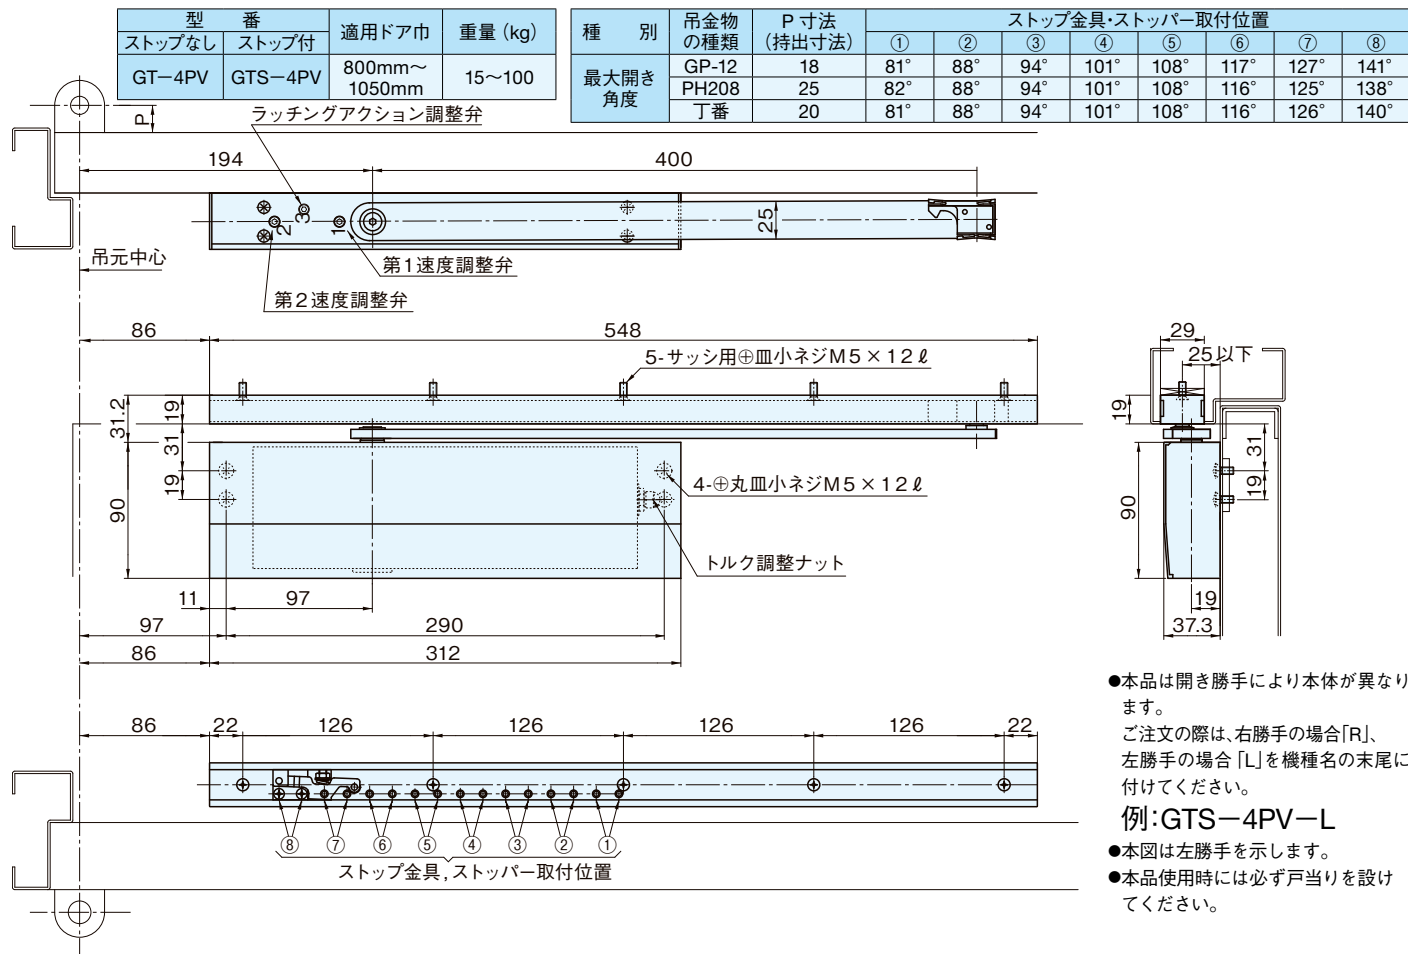 型　番
適用ドア巾
重量（kg）
ストップなし
ストップ付
GT－4PV
GTS－4PV
800mm～
1050mm
15～100
種　別
吊金物
の種類
P 寸法
（持出寸法）
ストップ金具・ストッパー取付位置
① ② ③ ④ ⑤ ⑥ ⑦ ⑧
最大開き
角度
GP-12 18 81° 88° 94° 101° 108° 117° 127° 141°
PH208 25 82° 88° 94° 101° 108° 116° 125° 138°
丁番 20 81° 88° 94° 101° 108° 116° 126° 140°
P
ラッチングアクション調整弁
194
400
2
3
1
25
吊元中心
第1速度調整弁
第2速度調整弁
86
548
5-サッシ用⊕皿小ネジM5×12ℓ
31.2
19
31
19
90
4-⊕丸皿小ネジM5×12ℓ
トルク調整ナット
11
97
97
290
86
312
29
25以下
19
31
19
90
19
37.3
86
22
126
126
126
126
22
⑧ ⑦ ⑥ ⑤ ④ ③ ② ①
ストップ金具，ストッパー取付位置
●本品は開き勝手により本体が異なり
ます。
ご注文の際は、右勝手の場合「R」、
左勝手の場合「L」を機種名の末尾に
付けてください。
例：GTS－4PV－L
●本図は左勝手を示します。
●本品使用時には必ず戸当りを設け
てください。